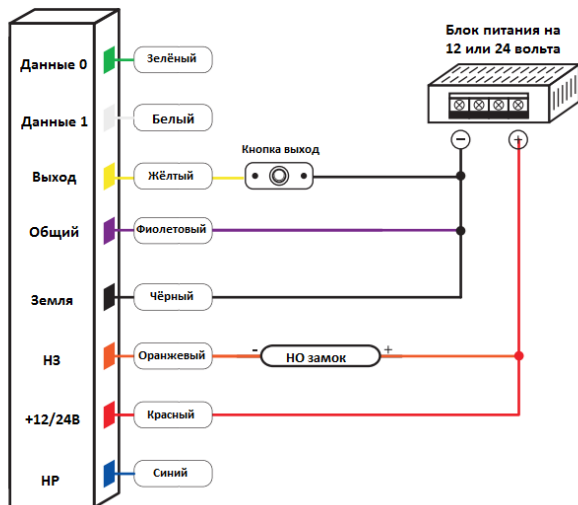 Блок питания на
12 или 24 вольта
Данные 0
Зелёный
Данные 1
Белый
Выход
Жёлтый
Кнопка выход
Общий
Фиолетовый
Земля
Чёрный
НЗ
Оранжевый
-
НО замок
+
+12/24В
Красный
НР
Синий